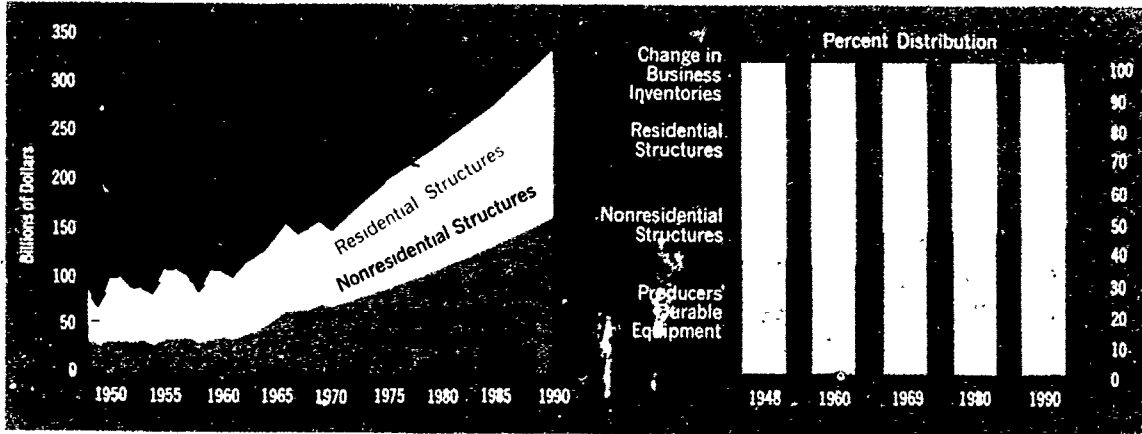 350
300
250
200
150
100
50
0
Billions of Dollars
Residential Structures
Nonresidential Structures
1950 1955 1960 1965 1970 1975 1980 1985 1990
Percent Distribution
Change in
Business
Inventories
Residential
Structures
Nonresidential
Structures
Producers'
Durable
Equipment
100
90
80
70
60
50
40
30
20
10
0
1948 1960 1969 1980 1990